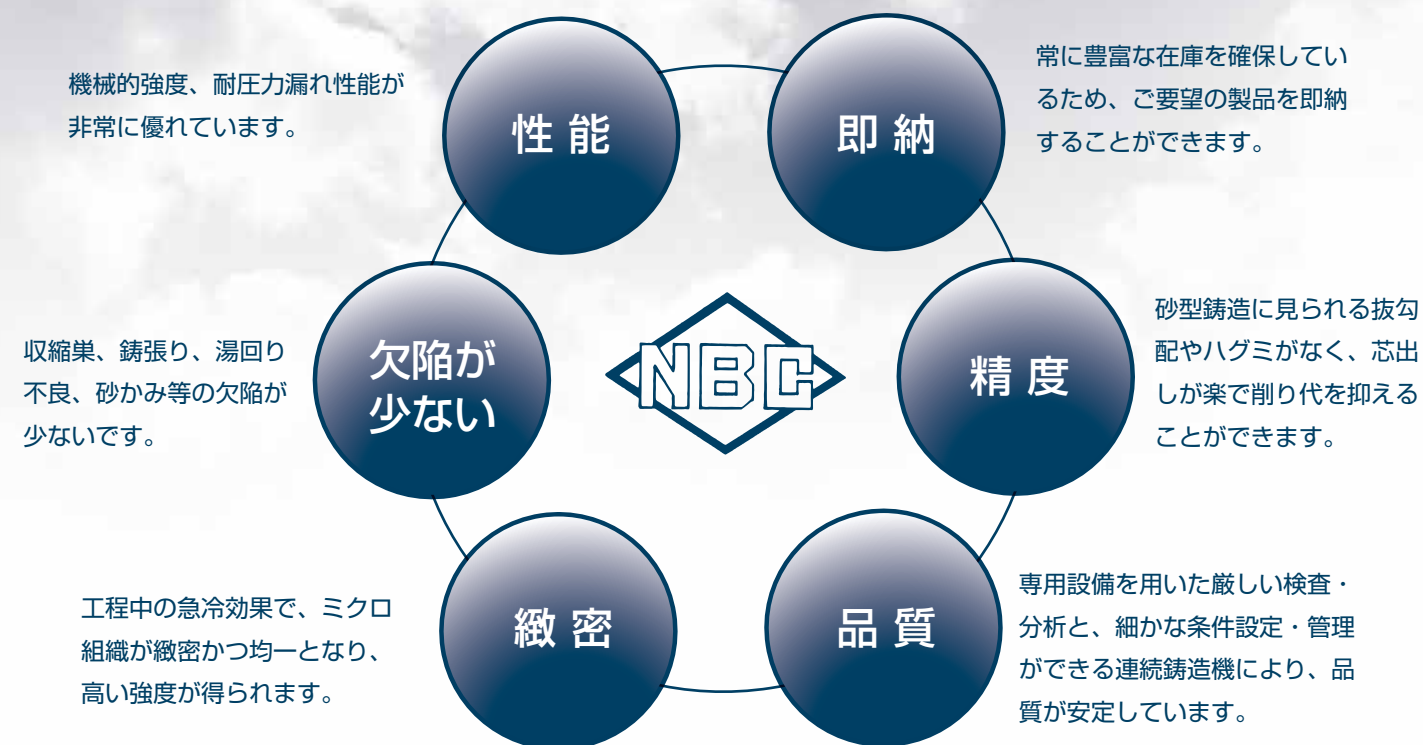 機械的強度、耐圧力漏れ性能が
非常に優れています。
性能
即納
常に豊富な在庫を確保してい
るため、ご要望の製品を即納
することができます。
収縮巣、鋳張り、湯回り
不良、砂かみ等の欠陥が
少ないです。
欠陥が
少ない
NBC
精度
砂型鋳造に見られる抜勾
配やハグミがなく、芯出
しが楽で削り代を抑える
ことができます。
工程中の急冷効果で、ミクロ
組織が緻密かつ均一となり、
高い強度が得られます。
緻密
品質
専用設備を用いた厳しい検査・
分析と、細かな条件設定・管理
ができる連続鋳造機により、品
質が安定しています。